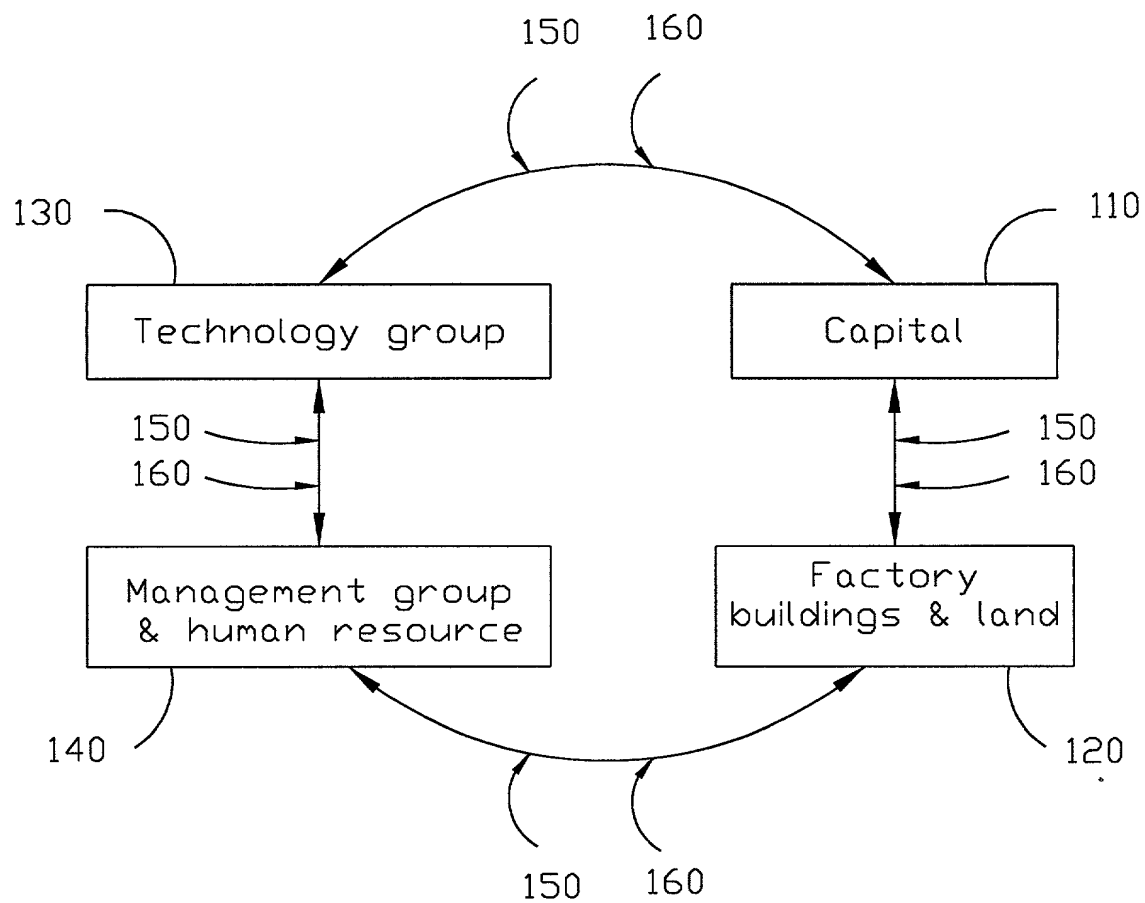 150 160
130 110
Technology group Capital
150 150
160 160
Management group
& human resource
Factory
buildings & land
140 120
150 160